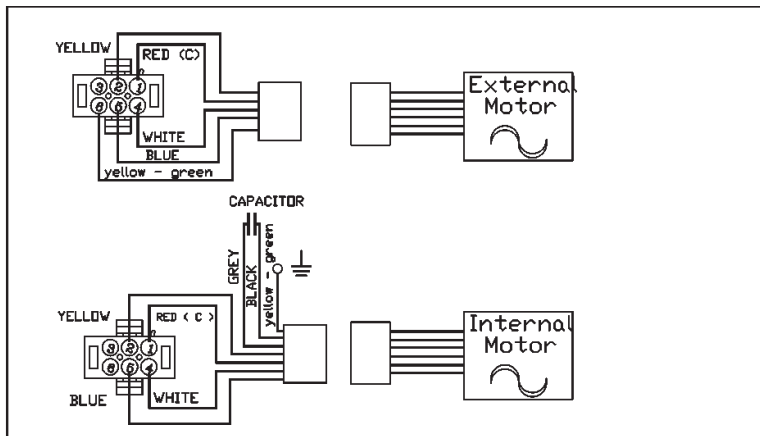 YELLOW
RED (C)
3 2 1
6 5 4
WHITE
BLUE
yellow - green
External
Motor
CAPACITOR
GREY
BLACK
yellow - green
YELLOW
RED ( C )
3 2 1
6 5 4
BLUE
WHITE
Internal
Motor